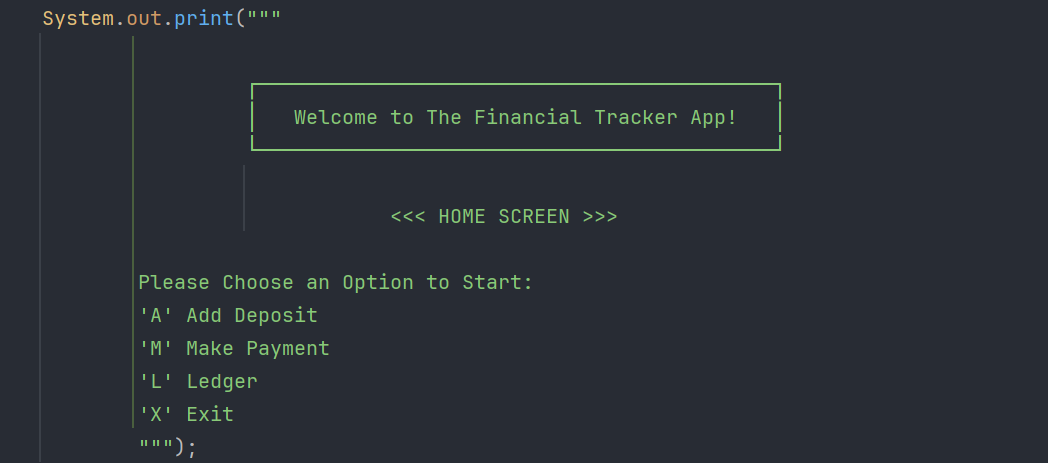 System.out.print("""
Welcome to The Financial Tracker App!
<<< HOME SCREEN >>>
Please Choose an Option to Start:
'A' Add Deposit
'M' Make Payment
'L' Ledger
'X' Exit
""");